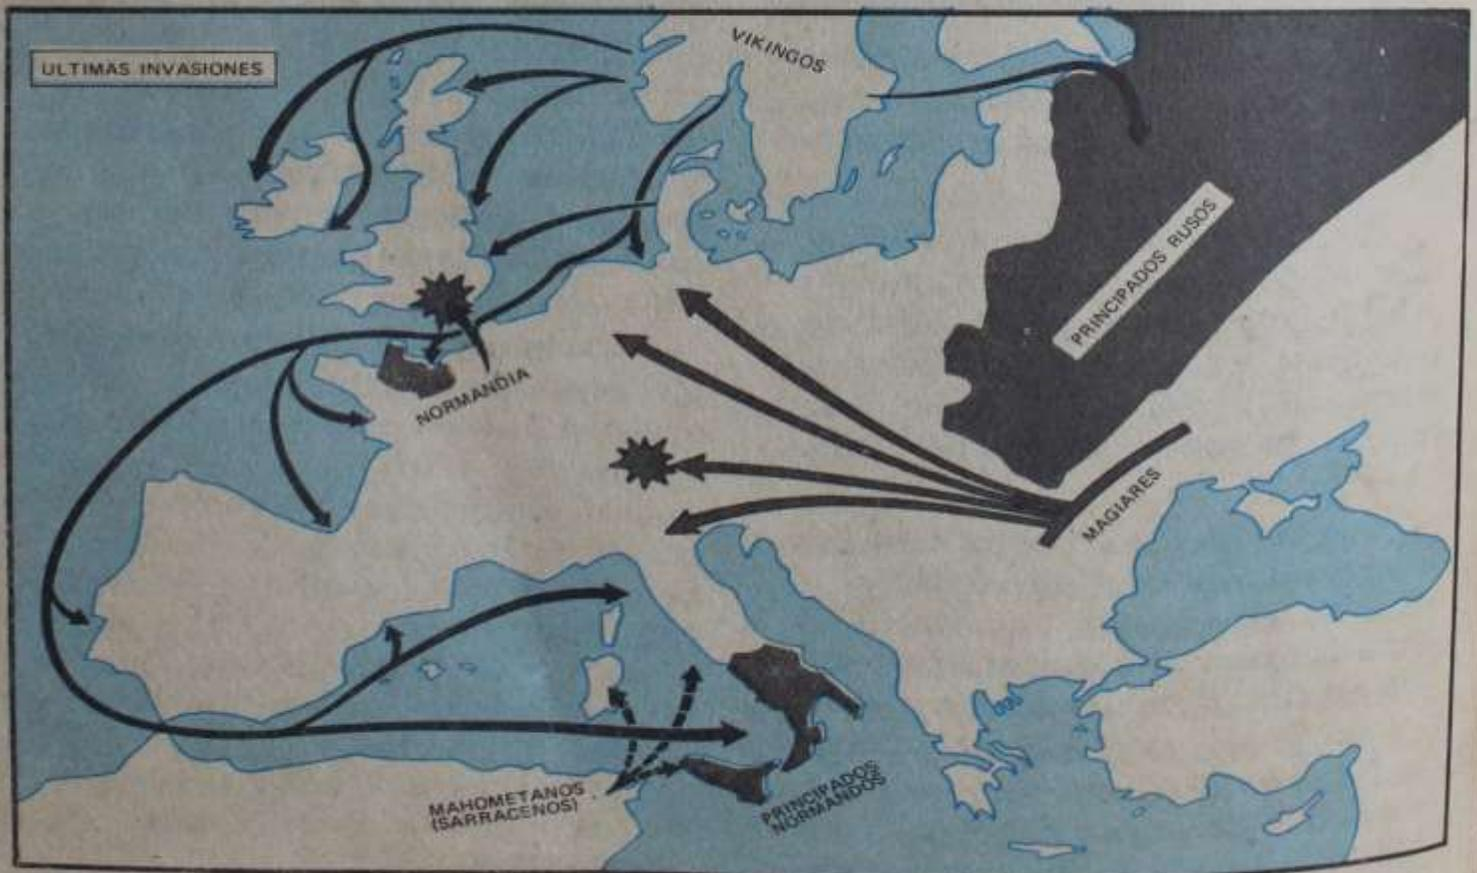 ULTIMAS INVASIONES
VIKINGOS
PRINCIPADOS RUSOS
NORMANDIA
MAGIARES
MAHOMETANOS
(SARRACENOS)
PRINCIPADOS
NORMANDOS